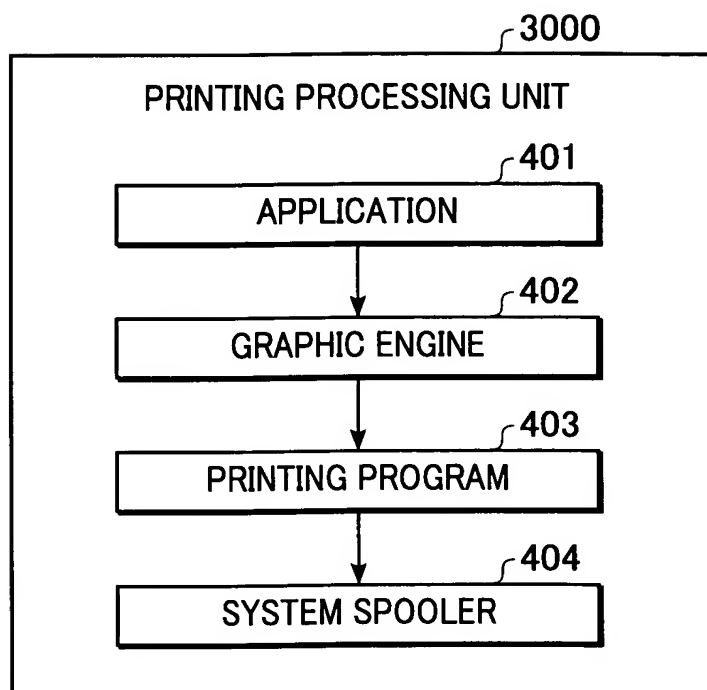 3000
PRINTING PROCESSING UNIT
401
APPLICATION
402
GRAPHIC ENGINE
403
PRINTING PROGRAM
404
SYSTEM SPOOLER